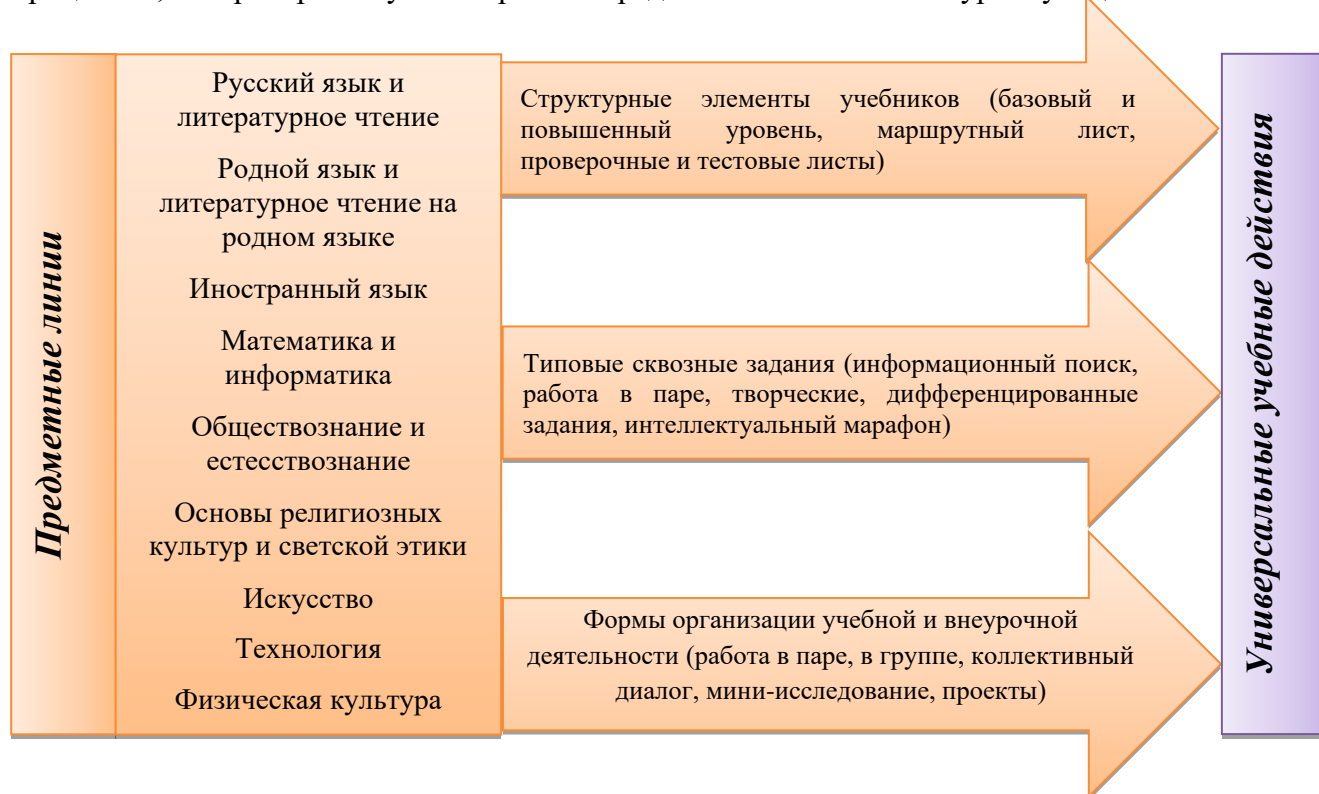 Предметные линии
Русский язык и
литературное чтение
Родной язык и
литературное чтение на
родном языке
Иностранный язык
Математика и
информатика
Обществознание и
естесствознание
Основы религиозных
культур и светской этики
Искусство
Технология
Физическая культура
Структурные элементы учебников (базовый и
повышенный уровень, маршрутный лист,
проверочные и тестовые листы)
Типовые сквозные задания (информационный поиск,
работа в паре, творческие, дифференцированные
задания, интеллектуальный марафон)
Формы организации учебной и внеурочной
деятельности (работа в паре, в группе, коллективный
диалог, мини-исследование, проекты)
Универсальные учебные действия